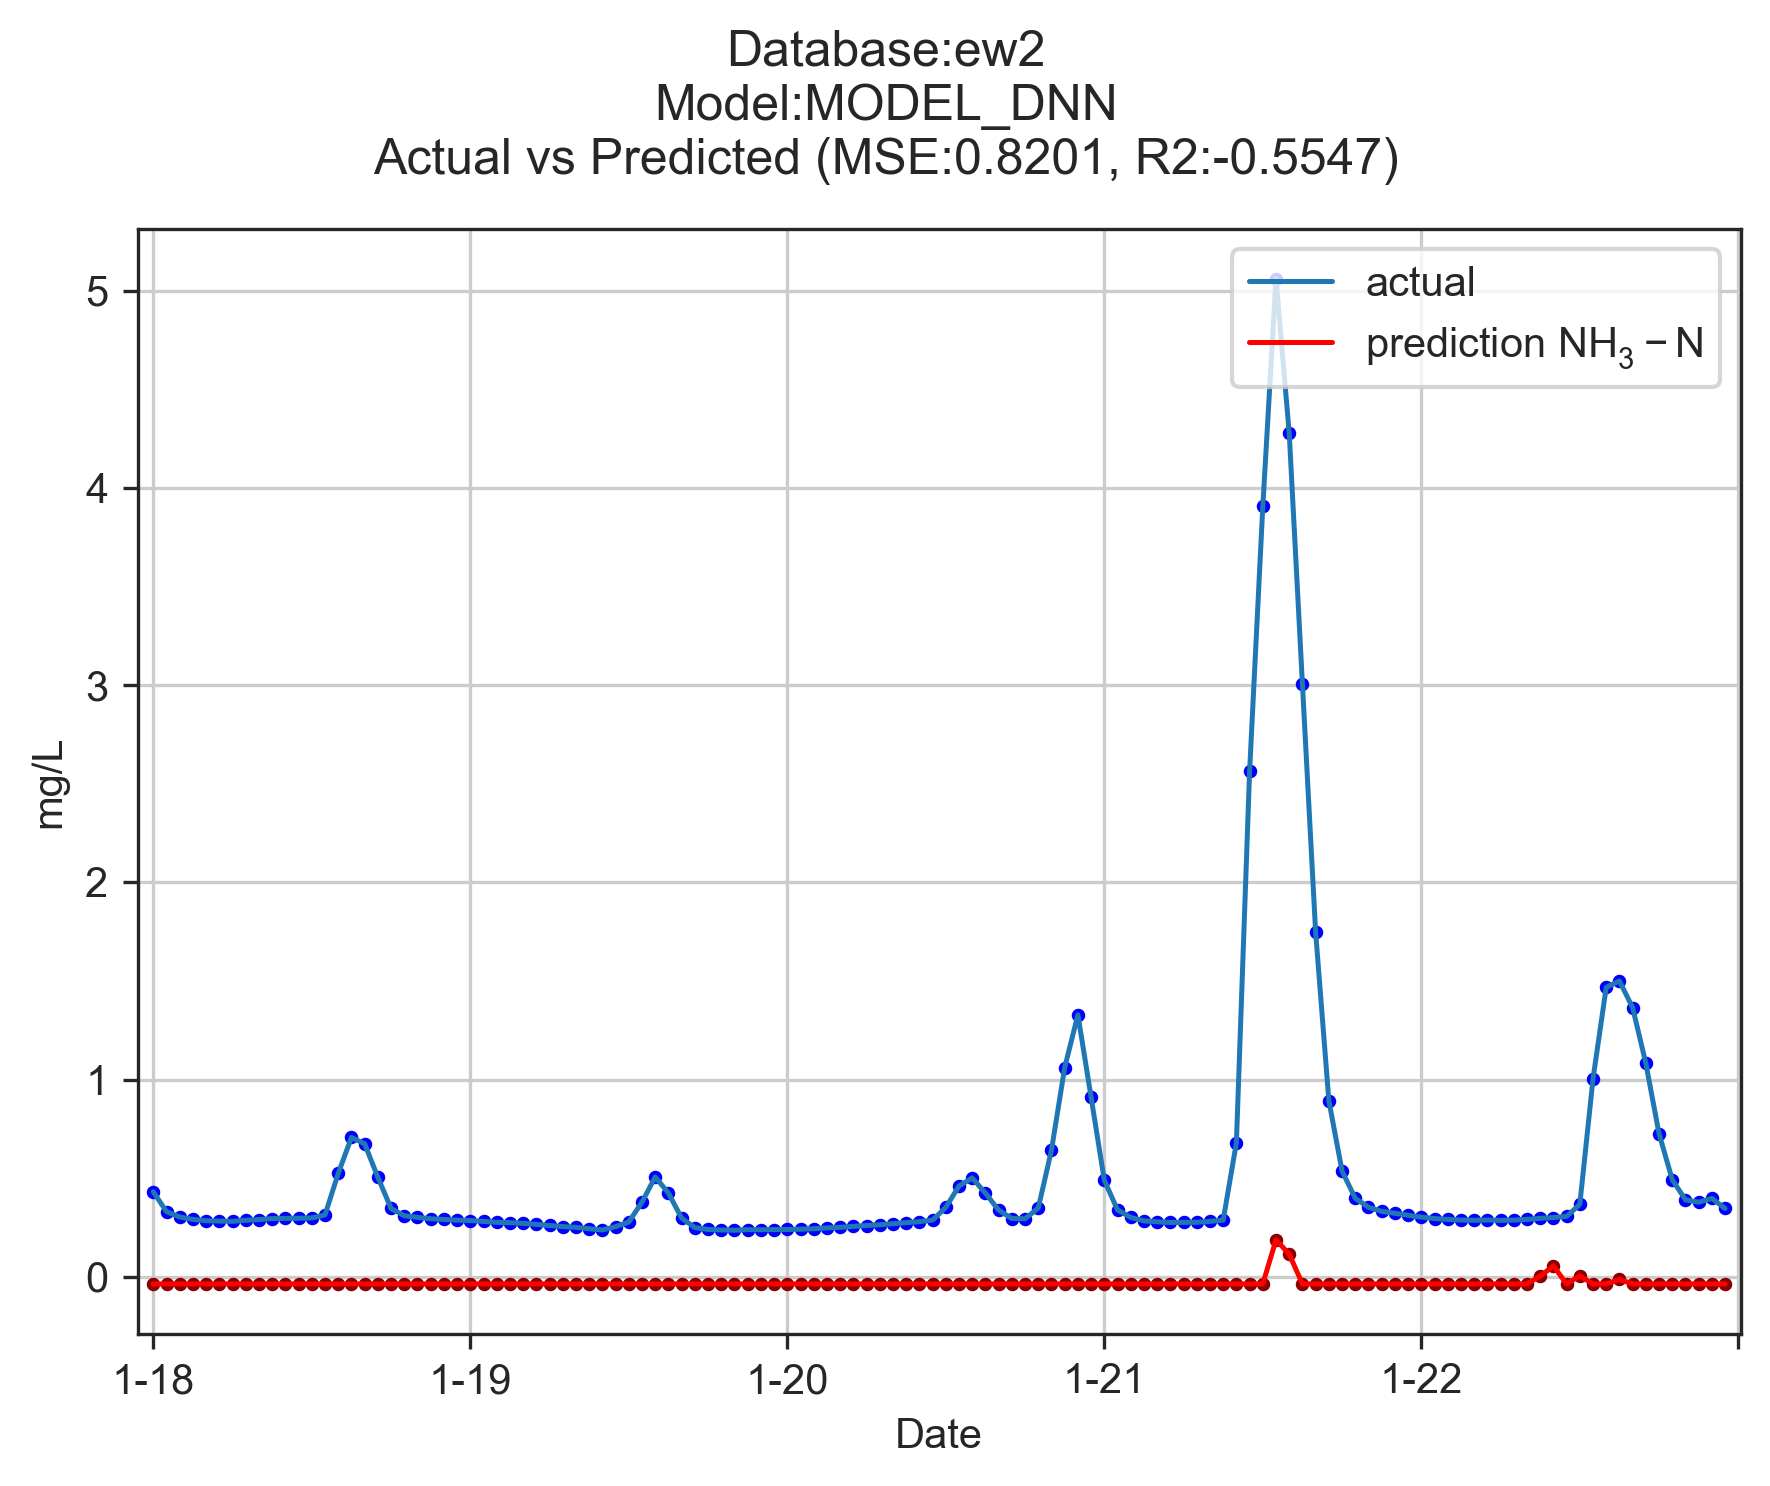 Database:ew2
Model:MODEL_DNN
Actual vs Predicted (MSE:0.8201, R2:-0.5547)
actual
prediction NH₃ − N
5
4
3
2
1
0
mg/L
1-18 1-19 1-20 1-21 1-22
Date